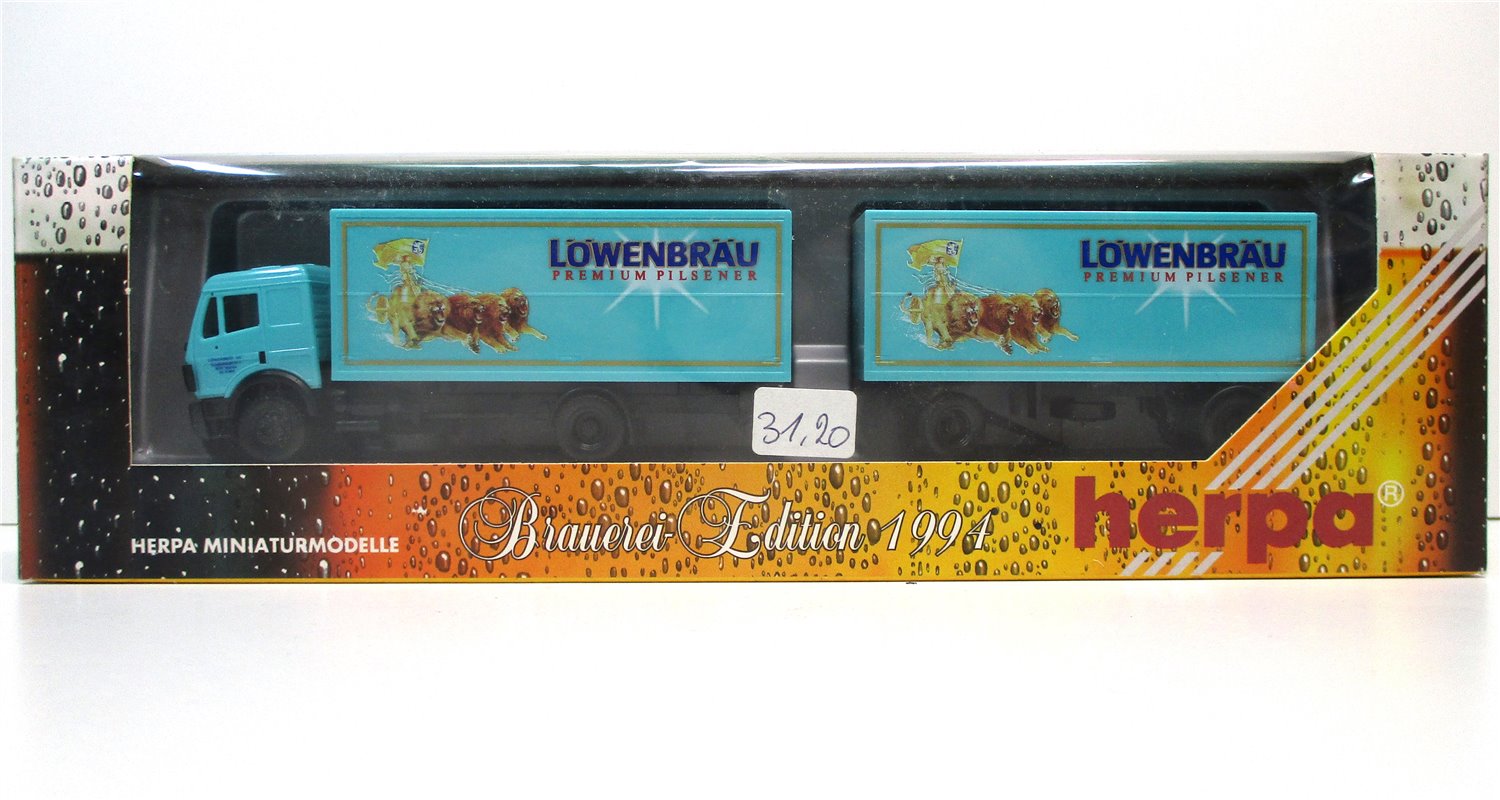 LÖWENBRÄU
PREMIUM PILSENER
LÖWENBRÄU
PREMIUM PILSENER
31,20
HERPA MINIATURMODELLE
Brauerei-Edition 1994
herpa®